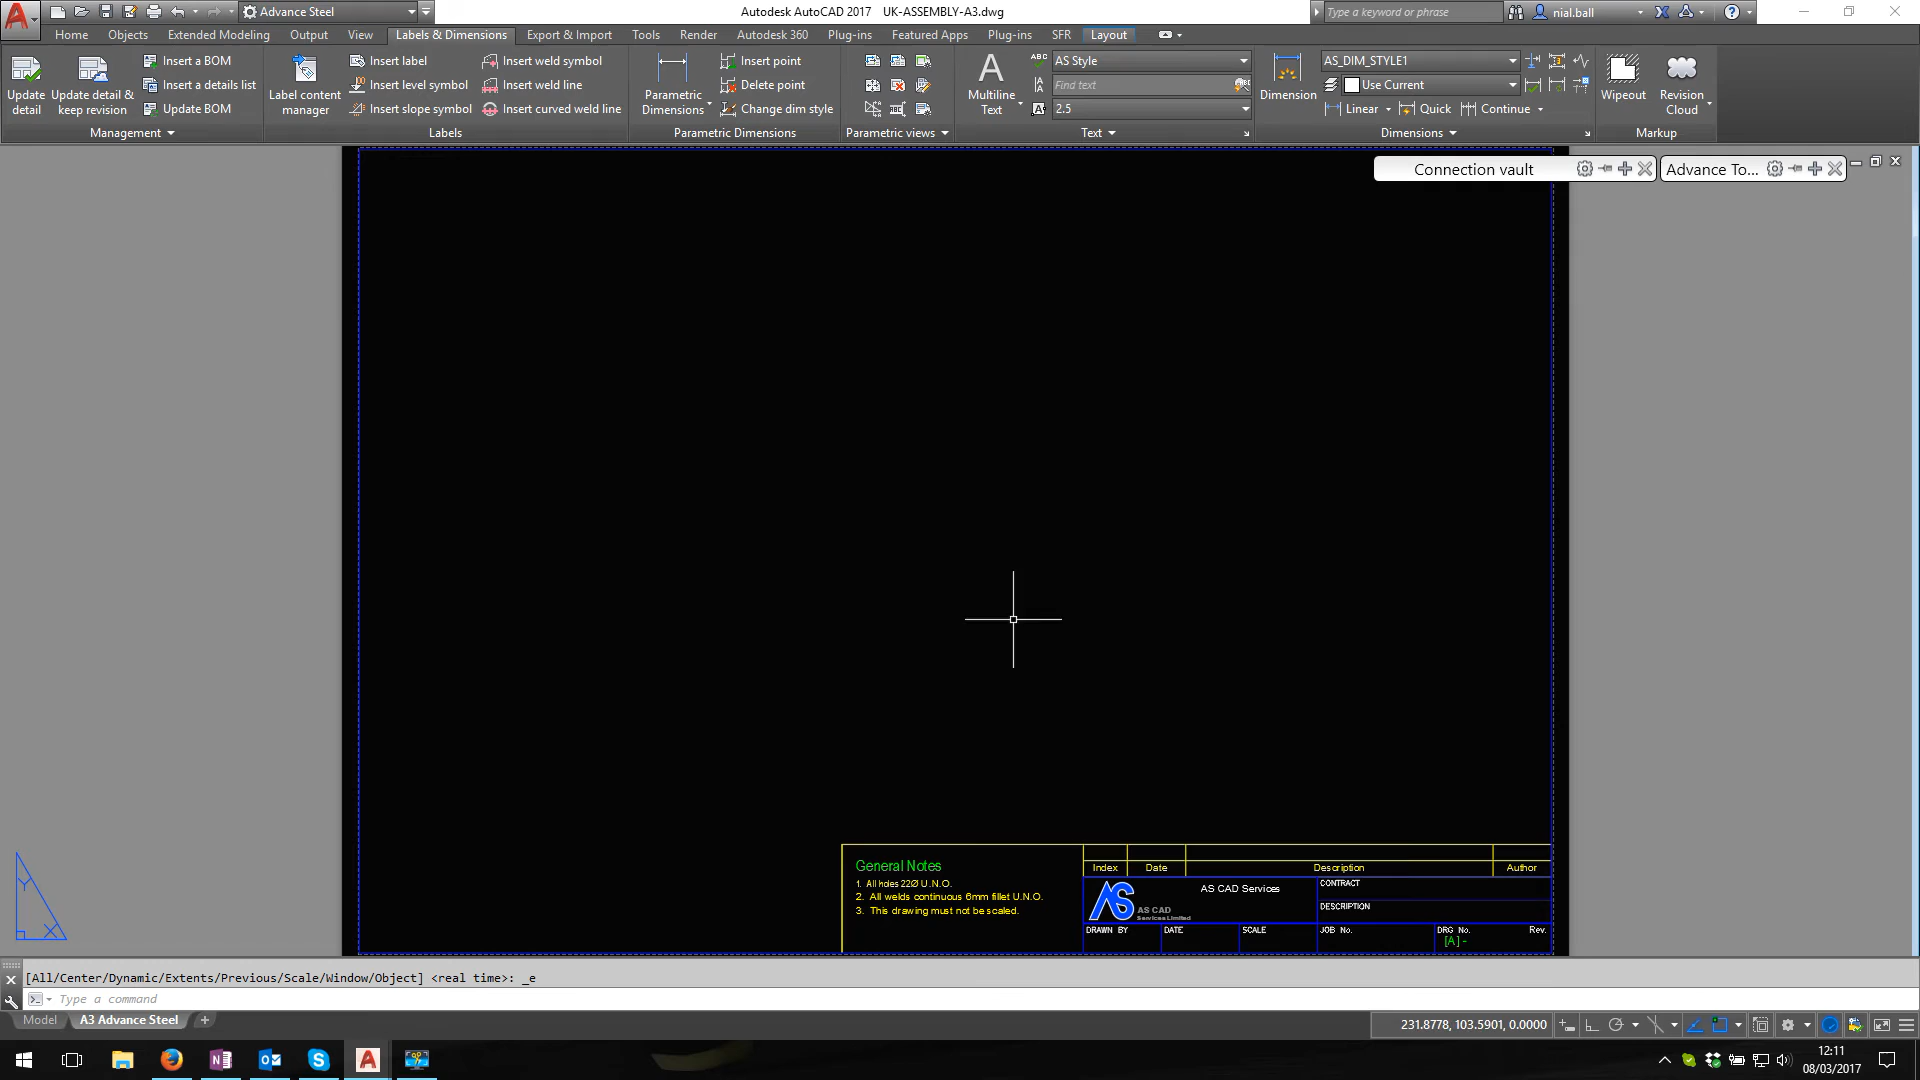 Advance Steel
Autodesk AutoCAD 2017 UK-ASSEMBLY-A3.dwg
Type a keyword or phrase
nial.ball
Home Objects Extended Modeling Output View Labels & Dimensions Export & Import Tools Render Autodesk 360 Plug-ins Featured Apps Plug-ins SFR Layout
Update detail
Update detail & keep revision
Insert a BOM
Insert a details list
Update BOM
Management
Label content manager
Insert label
Insert level symbol
Insert slope symbol
Insert weld symbol
Insert weld line
Insert curved weld line
Labels
Parametric Dimensions
Insert point
Delete point
Change dim style
Parametric Dimensions
Parametric views
A
Multiline Text
ABC
AS Style
Find text
2.5
Text
Dimension
AS_DIM_STYLE1
Use Current
Linear Quick Continue
Dimensions
Wipeout
Revision Cloud
Markup
Connection vault
Advance To...
General Notes
1. All holes 22Ø U.N.O.
2. All welds continuous 6mm fillet U.N.O.
3. This drawing must not be scaled.
Index Date Description Author
AS CAD
Services Limited
AS CAD Services
CONTRACT
DESCRIPTION
DRAWN BY DATE SCALE JOB No. DRG No. Rev.
[A] -
Y
X
[All/Center/Dynamic/Extents/Previous/Scale/Window/Object] <real time>: _e
Type a command
Model A3 Advance Steel +
231.8778, 103.5901, 0.0000
12:11
08/03/2017